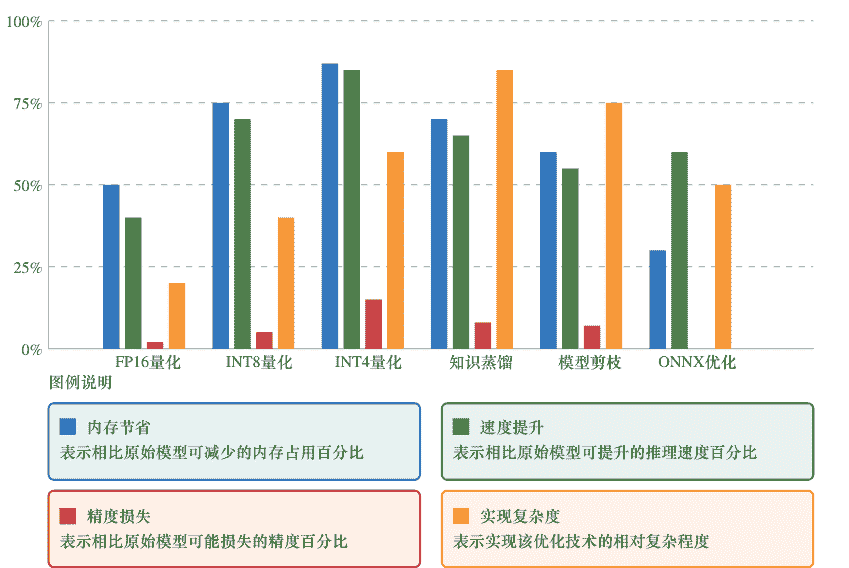 100%
75%
50%
25%
0%
FP16量化 INT8量化 INT4量化 知识蒸馏 模型剪枝 ONNX优化
图例说明
内存节省
表示相比原始模型可减少的内存占用百分比
速度提升
表示相比原始模型可提升的推理速度百分比
精度损失
表示相比原始模型可能损失的精度百分比
实现复杂度
表示实现该优化技术的相对复杂程度